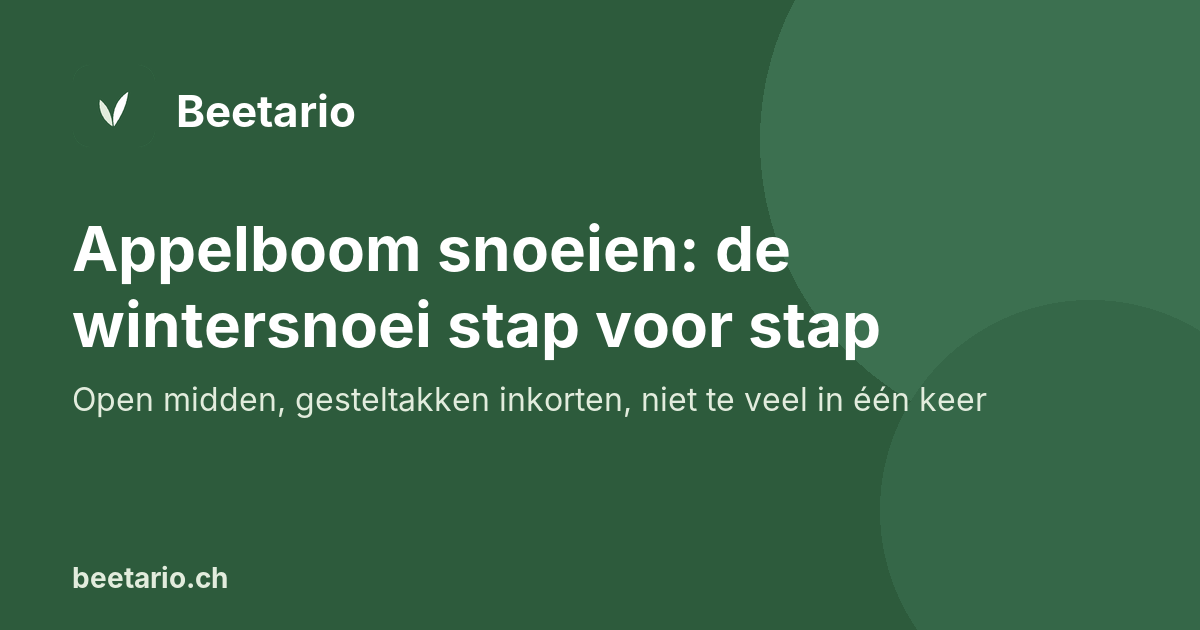 Beetario
Appelboom snoeien: de
wintersnoei stap voor stap
Open midden, gesteltakken inkorten, niet te veel in één keer
beetario.ch